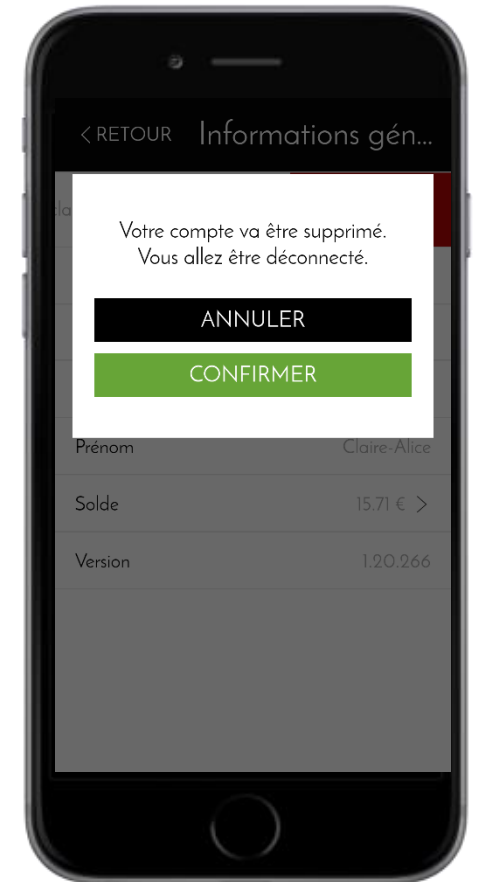 RETOUR Informations gén...
la
Votre compte va être supprimé.
Vous allez être déconnecté.
ANNULER
CONFIRMER
Prénom Claire-Alice
Solde 15.71 €
Version 1.20.266